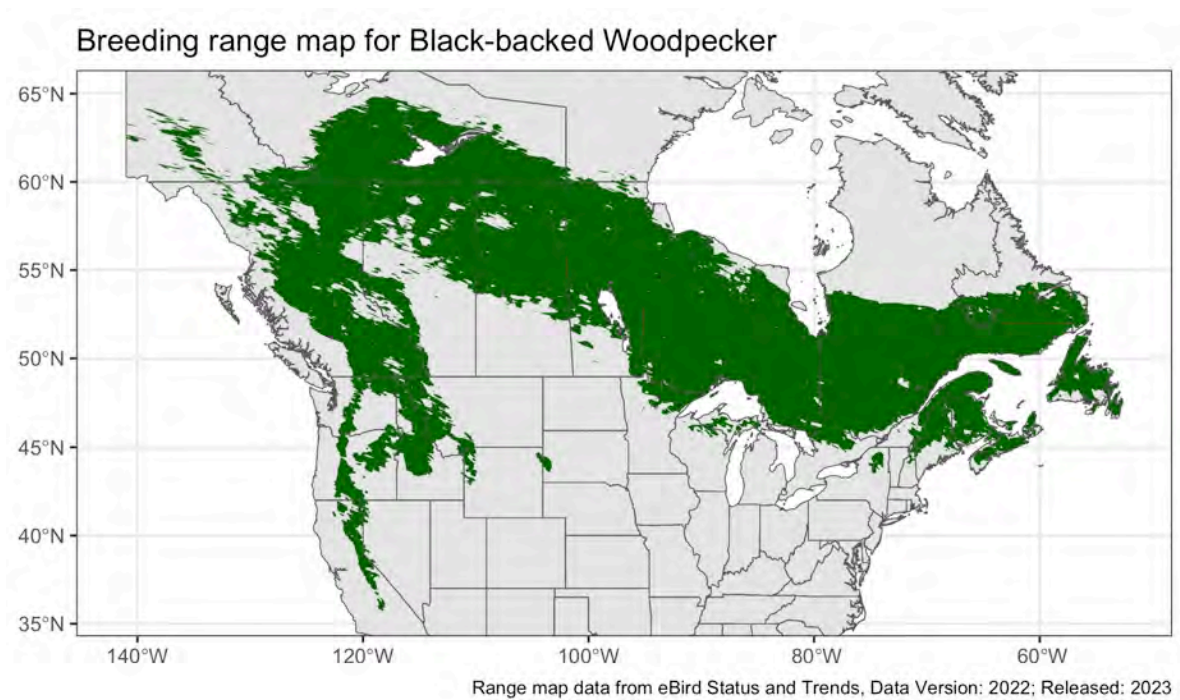 Breeding range map for Black-backed Woodpecker
65°N
60°N
55°N
50°N
45°N
40°N
35°N
140°W
120°W
100°W
80°W
60°W
Range map data from eBird Status and Trends, Data Version: 2022; Released: 2023